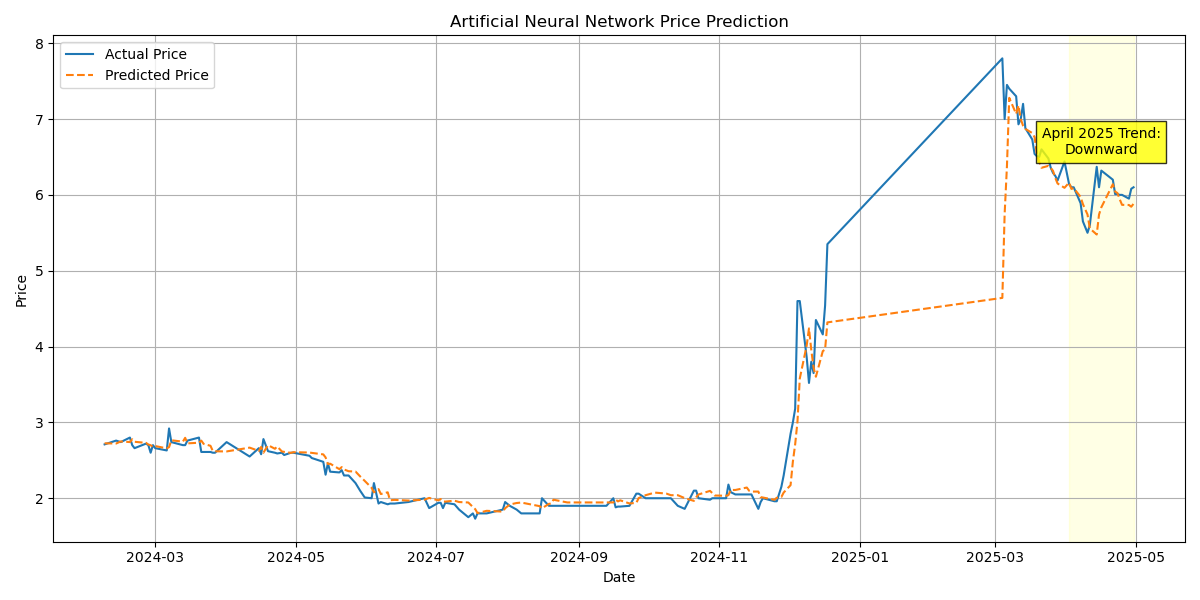 Artificial Neural Network Price Prediction
Actual Price
Predicted Price
April 2025 Trend:
Downward
Price
8
7
6
5
4
3
2
2024-03 2024-05 2024-07 2024-09 2024-11 2025-01 2025-03 2025-05
Date